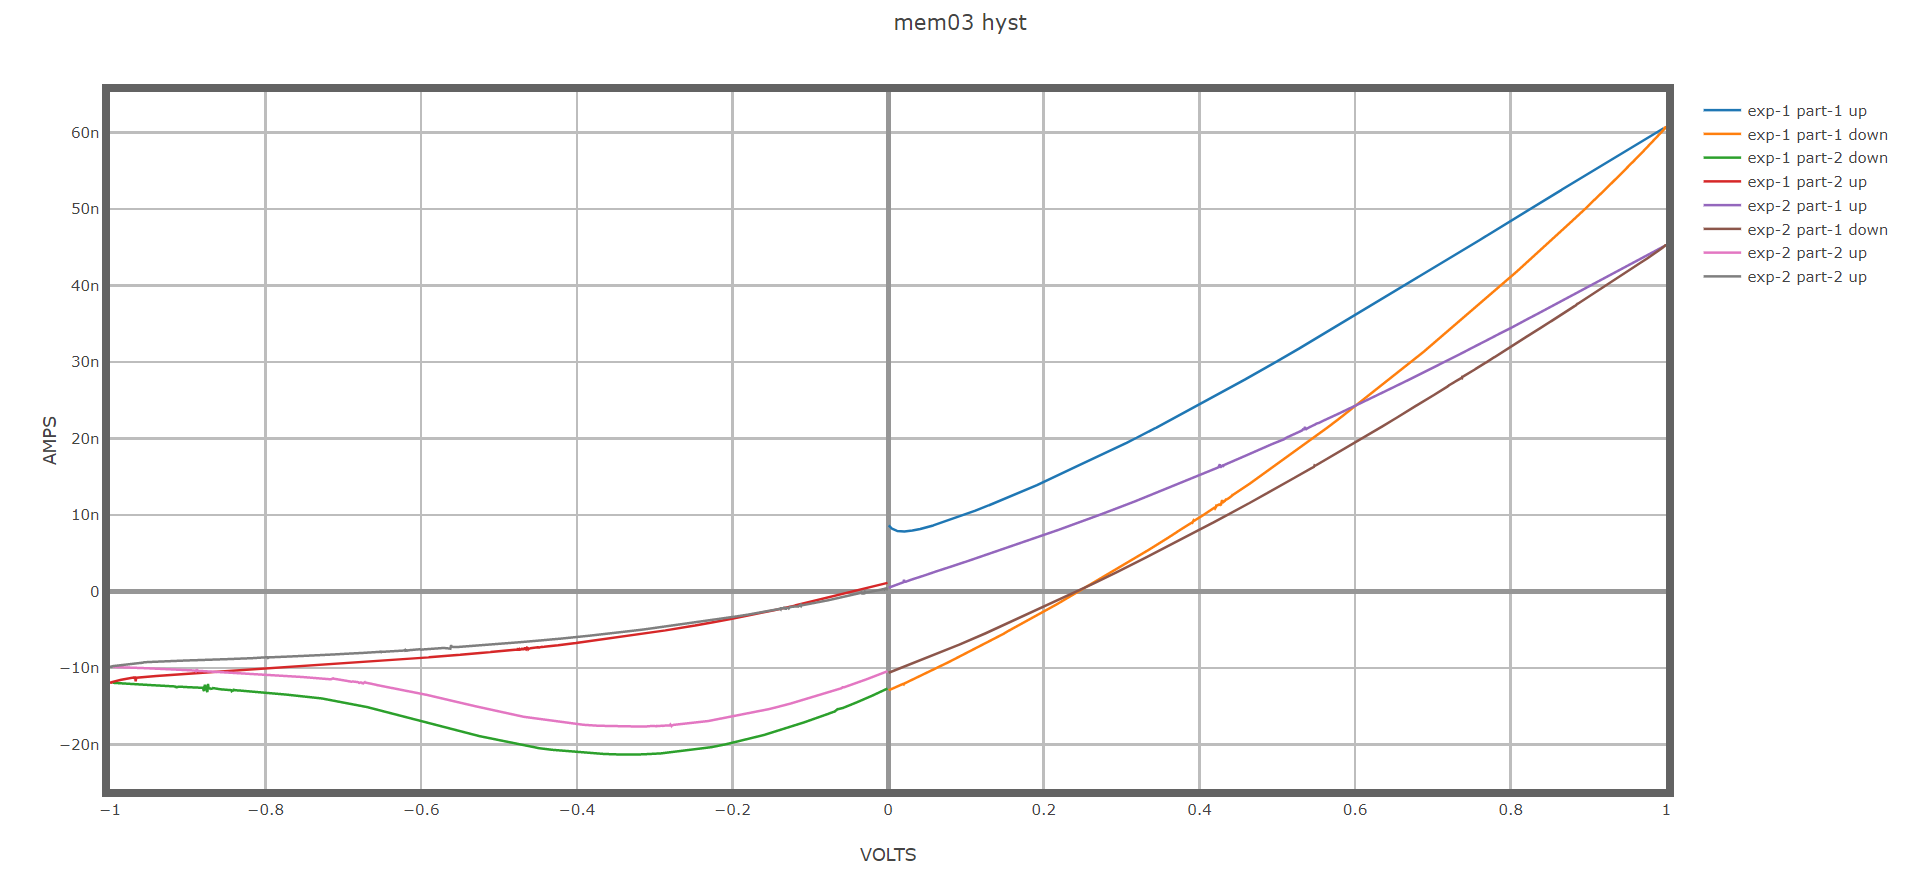 mem03 hyst
60n
50n
40n
30n
20n
10n
0
−10n
−20n
AMPS
−1
−0.8
−0.6
−0.4
−0.2
0
0.2
0.4
0.6
0.8
1
VOLTS
exp-1 part-1 up
exp-1 part-1 down
exp-1 part-2 down
exp-1 part-2 up
exp-2 part-1 up
exp-2 part-1 down
exp-2 part-2 up
exp-2 part-2 up